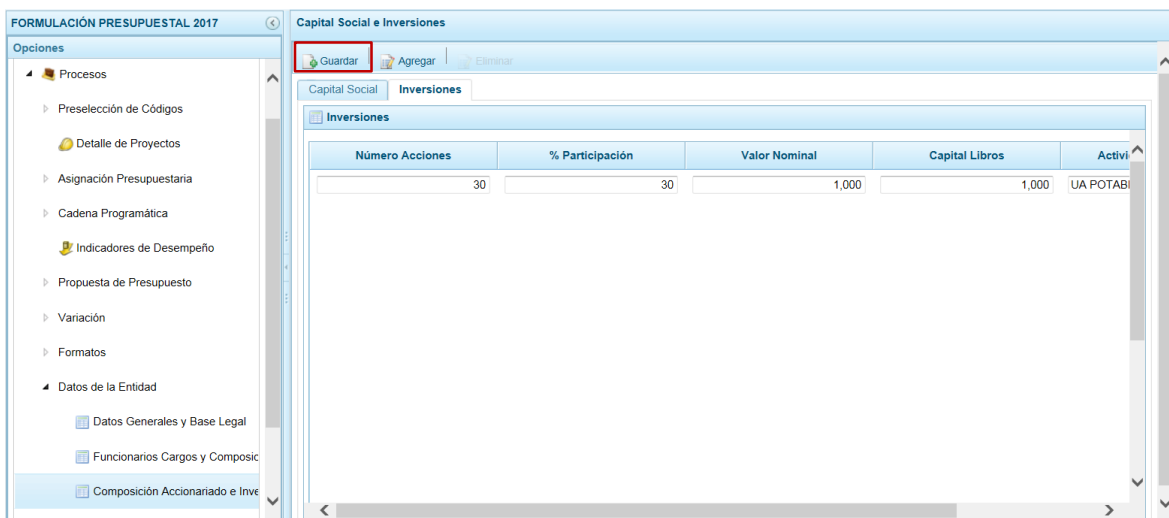 FORMULACIÓN PRESUPUESTAL 2017
Opciones
Procesos
Preselección de Códigos
Detalle de Proyectos
Asignación Presupuestaria
Cadena Programática
Indicadores de Desempeño
Propuesta de Presupuesto
Variación
Formatos
Datos de la Entidad
Datos Generales y Base Legal
Funcionarios Cargos y Composic
Composición Accionariado e Inve
Capital Social e Inversiones
Guardar Agregar Eliminar
Capital Social Inversiones
Inversiones
Número Acciones % Participación Valor Nominal Capital Libros Activi
30 30 1,000 1,000 UA POTAB